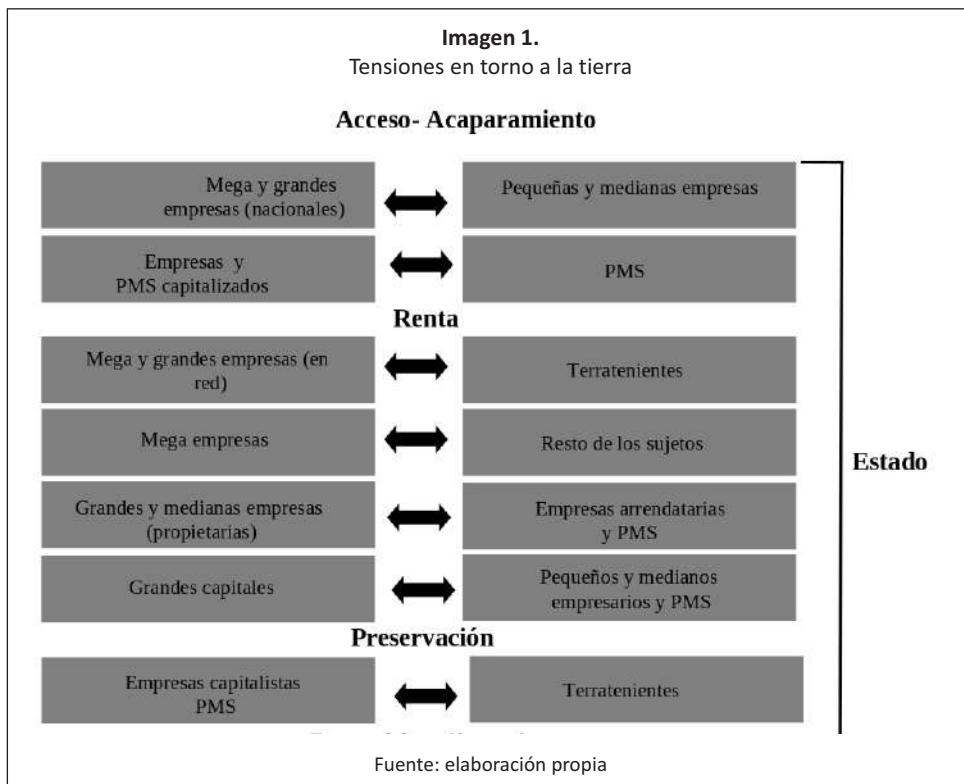 Imagen 1.
Tensiones en torno a la tierra
Acceso- Acaparamiento
Mega y grandes
empresas (nacionales)
Pequeñas y medianas empresas
Empresas y
PMS capitalizados
PMS
Renta
Mega y grandes empresas (en
red)
Terratenientes
Mega empresas
Resto de los sujetos
Estado
Grandes y medianas empresas
(propietarias)
Empresas arrendatarias
y PMS
Grandes capitales
Pequeños y medianos
empresarios y PMS
Preservación
Empresas capitalistas
PMS
Terratenientes
Fuente: elaboración propia